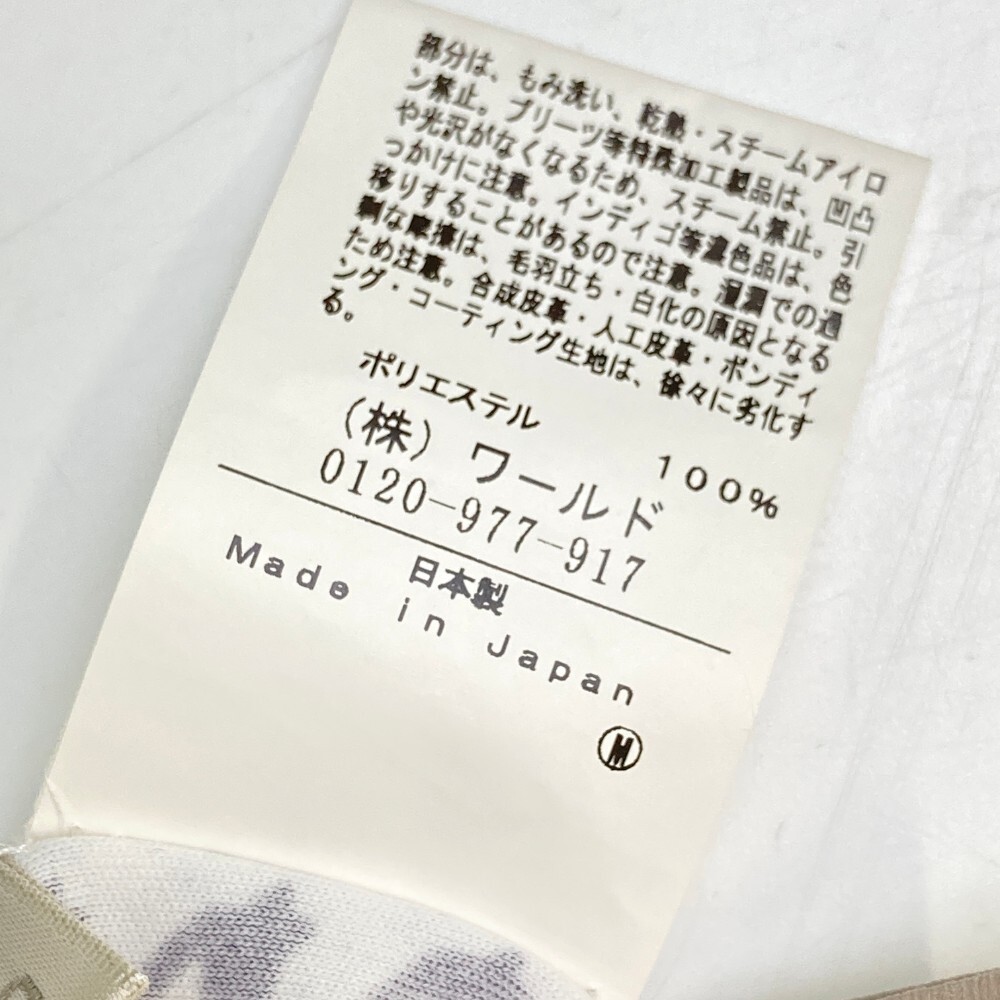 部分は、もみ洗い、乾熱・スチームアイロ
ン禁止。プリーツ等特殊加工製品は、凹凸
や光沢がなくなるため、スチーム禁止。引
っかけに注意。インディゴ等濃色品は、色
移りすることがあるので注意。湿潤での過
剰な摩擦は、毛羽立ち・白化の原因となる
ため注意。合成皮革・人工皮革・ボンディ
ング・コーティング生地は、徐々に劣化す
る。
ポリエステル 100%
(株) ワールド
0120-977-917
日本製
Made in Japan
M